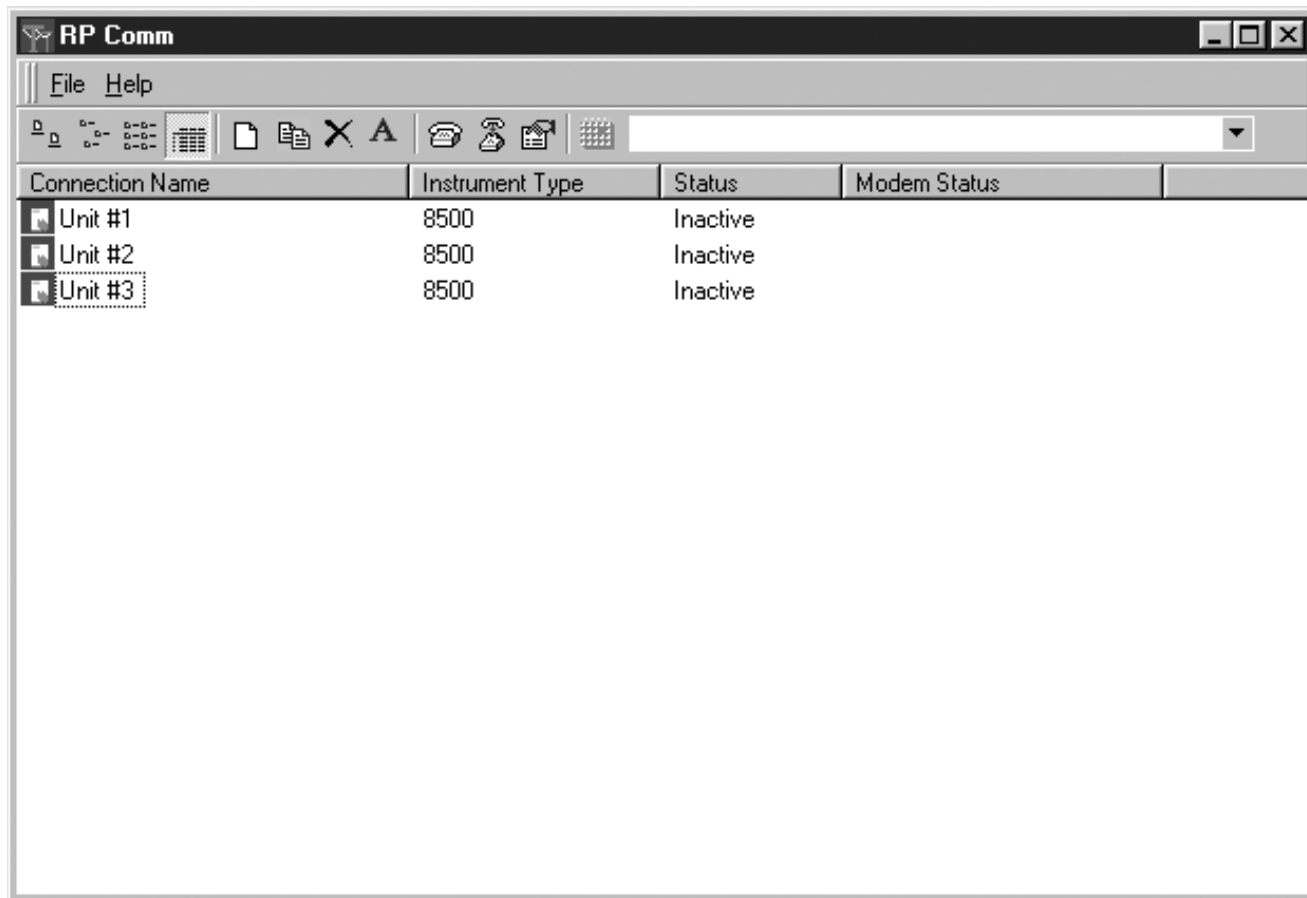 RP Comm
File Help
A
Connection Name Instrument Type Status Modem Status
Unit #1 8500 Inactive
Unit #2 8500 Inactive
Unit #3 8500 Inactive